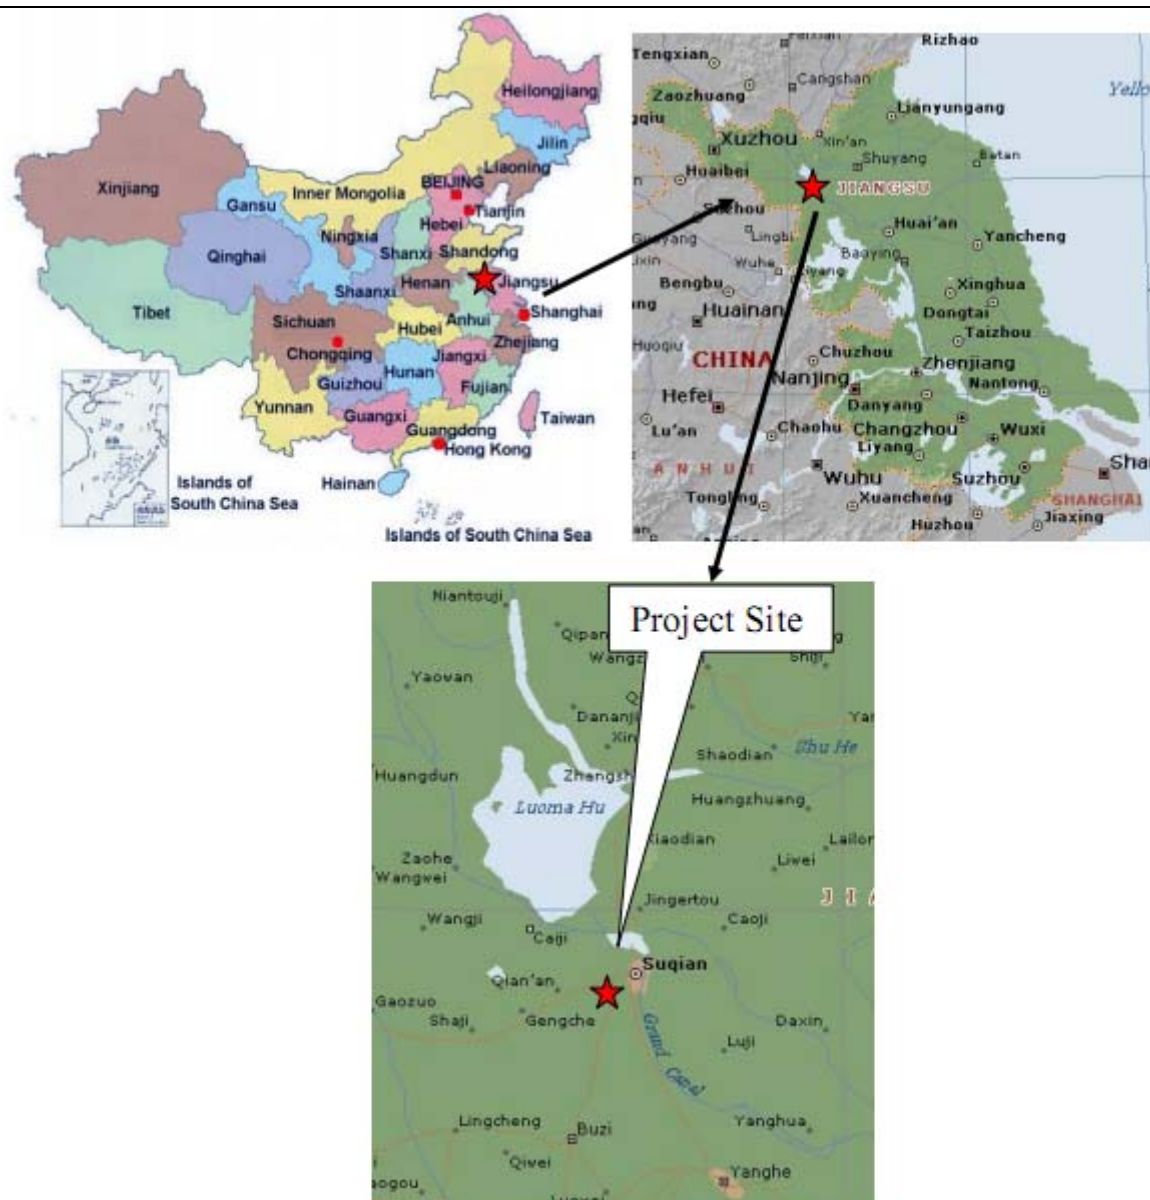 Heilongjiang
Jilin
Liaoning
Xinjiang
Inner Mongolia
BEIJING
Gansu
Tianjin
Hebei
Ningxia
Shanxi
Shandong
Qinghai
Shaanxi
Henan
Jiangsu
Tibet
Sichuan
Anhui
Shanghai
Hubei
Chongqing
Zhejiang
Hunan
Jiangxi
Guizhou
Fujian
Yunnan
Guangxi
Taiwan
Guangdong
Hong Kong
Hainan
Islands of
South China Sea
Islands of South China Sea
Rizhao
Tengxian
Cangshan
Zaozhuang
Lianyungang
Xuzhou
Xin'an
Shuyang
Batan
Huaibei
JIANGSU
Suzhou
Lingbi
Huai'an
Yancheng
Baoying
Wuhe
Bengbu
Xinghua
Huainan
Dongtai
Taizhou
CHINA
Chuzhou
Zhenjiang
Nanjing
Nantong
Hefei
Danyang
Changzhou
Lu'an
Chaohu
Wuxi
Liyang
ANHUI
Wuhu
Suzhou
SHANGHAI
Tongling
Xuancheng
Huzhou
Jiaxing
Project Site
Niantouji
Shiji
Yaowan
Shu He
Shaodian
Huangdun
Luoma Hu
Huangzhuang
Xiaodian
Zaohe
Liwei
Wangwei
Jingertou
JIA
Wangji
Caoji
Caiji
Suqian
Qian'an
Gaozuo
Shaji
Gengche
Daxin
Grand Canal
Luji
Lingcheng
Buzi
Yanghua
Qiwei
Yanghe